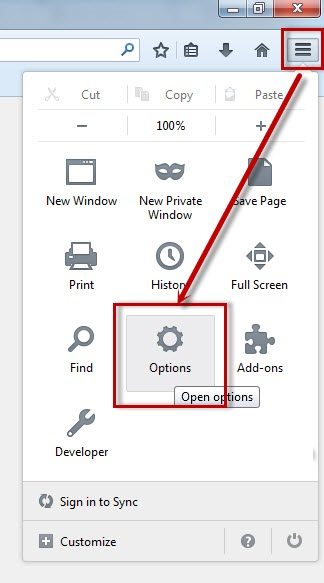 Cut Copy Paste
− 100% +
New Window New Private Window Save Page
Print History Full Screen
Find Options Add-ons
Open options
Developer
Sign in to Sync
Customize